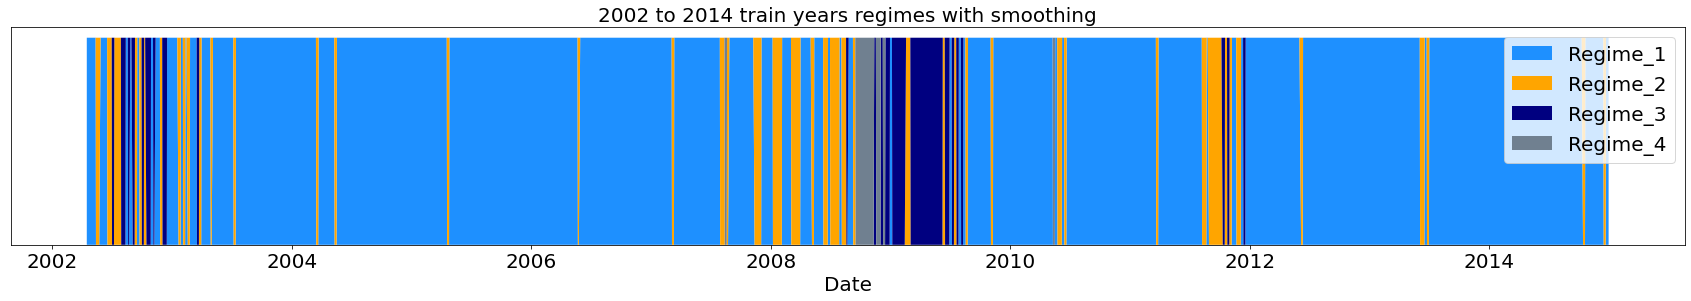 2002 to 2014 train years regimes with smoothing
Regime_1
Regime_2
Regime_3
Regime_4
2002 2004 2006 2008 2010 2012 2014
Date